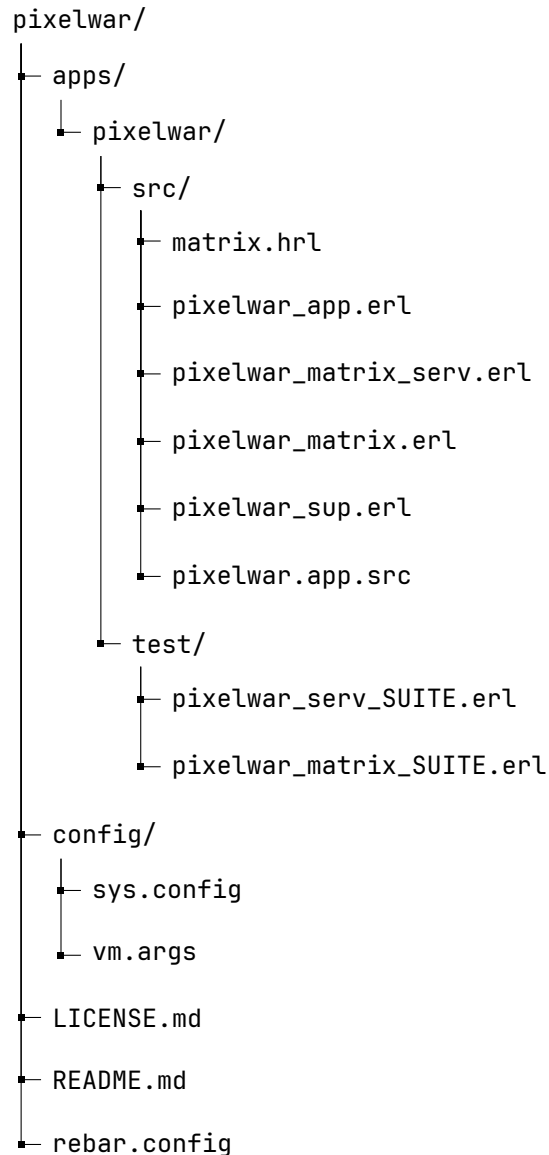 pixelwar/
apps/
pixelwar/
src/
matrix.hrl
pixelwar_app.erl
pixelwar_matrix_serv.erl
pixelwar_matrix.erl
pixelwar_sup.erl
pixelwar.app.src
test/
pixelwar_serv_SUITE.erl
pixelwar_matrix_SUITE.erl
config/
sys.config
vm.args
LICENSE.md
README.md
rebar.config